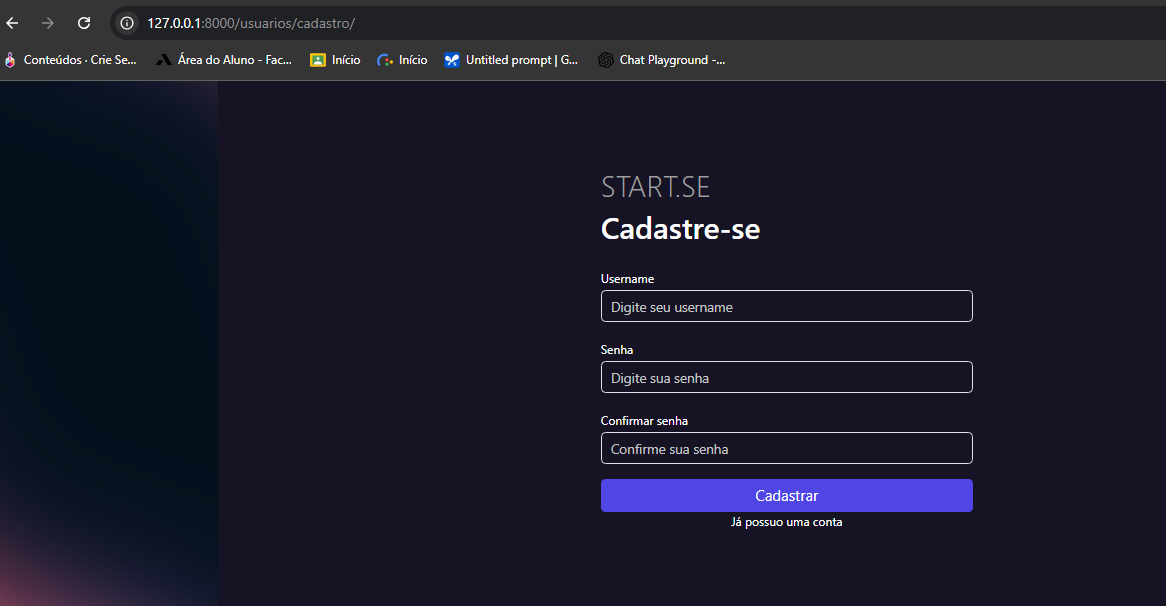 127.0.0.1:8000/usuarios/cadastro/
Conteúdos · Crie Se... Área do Aluno - Fac... Início Início Untitled prompt | G... Chat Playground -...
START.SE
Cadastre-se
Username
Digite seu username
Senha
Digite sua senha
Confirmar senha
Confirme sua senha
Cadastrar
Já possuo uma conta